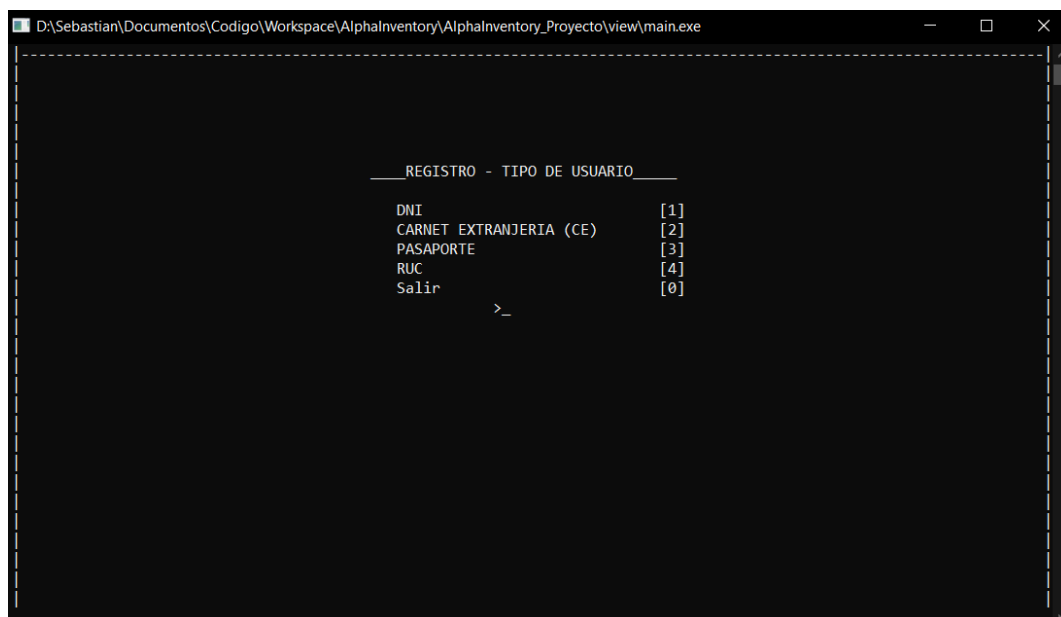 D:\Sebastian\Documentos\Codigo\Workspace\AlphaInventory\AlphaInventory_Proyecto\view\main.exe
____REGISTRO - TIPO DE USUARIO_____
DNI [1]
CARNET EXTRANJERIA (CE) [2]
PASAPORTE [3]
RUC [4]
Salir [0]
>_